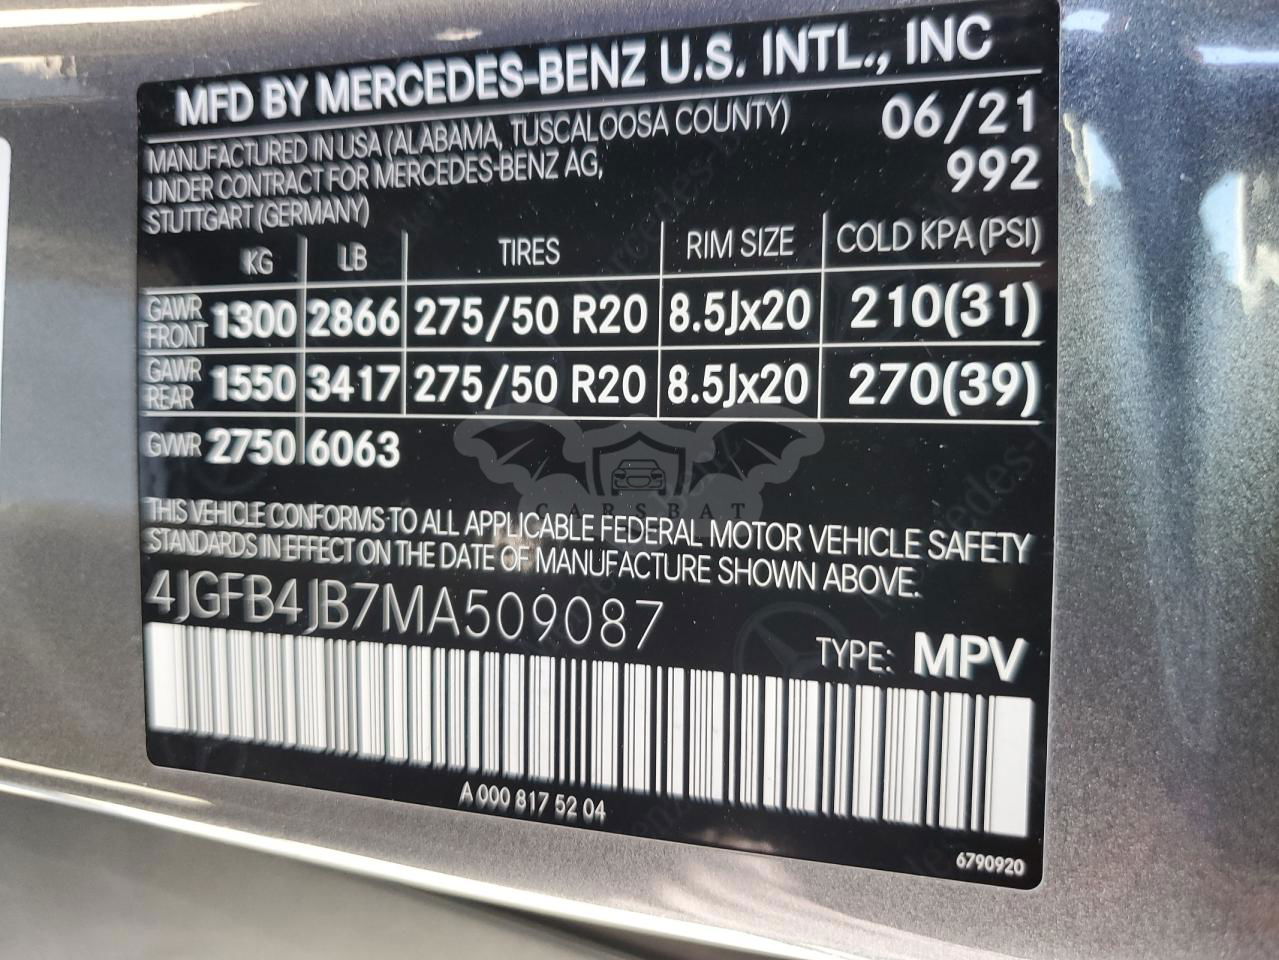 MFD BY MERCEDES-BENZ U.S. INTL., INC
MANUFACTURED IN USA (ALABAMA, TUSCALOOSA COUNTY) 06/21
UNDER CONTRACT FOR MERCEDES-BENZ AG, 992
STUTTGART (GERMANY)
KG LB TIRES RIM SIZE COLD KPA (PSI)
GAWR FRONT 1300 2866 275/50 R20 8.5Jx20 210(31)
GAWR REAR 1550 3417 275/50 R20 8.5Jx20 270(39)
GVWR 2750 6063
CARSBAT
THIS VEHICLE CONFORMS TO ALL APPLICABLE FEDERAL MOTOR VEHICLE SAFETY
STANDARDS IN EFFECT ON THE DATE OF MANUFACTURE SHOWN ABOVE.
4JGFB4JB7MA509087
TYPE: MPV
A 000 817 52 04
6790920